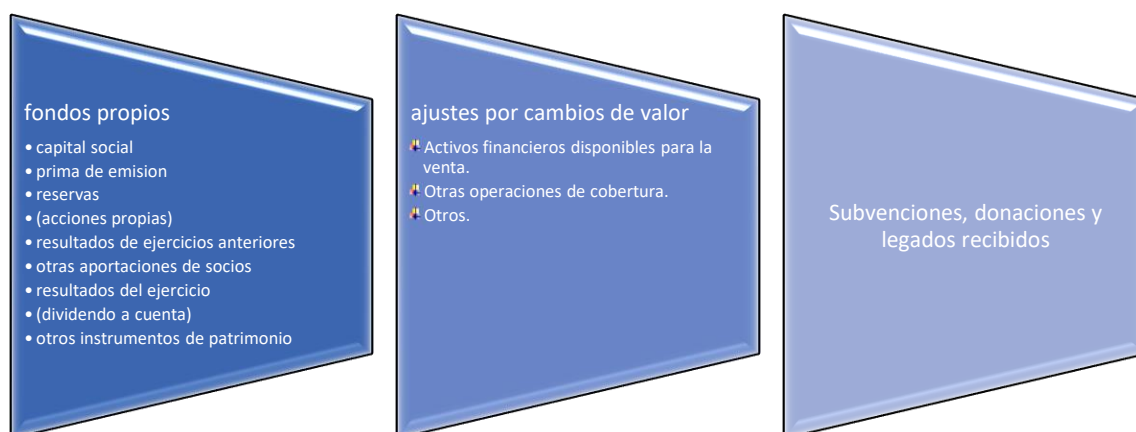 fondos propios
• capital social
• prima de emision
• reservas
• (acciones propias)
• resultados de ejercicios anteriores
• otras aportaciones de socios
• resultados del ejercicio
• (dividendo a cuenta)
• otros instrumentos de patrimonio
ajustes por cambios de valor
Activos financieros disponibles para la
venta.
Otras operaciones de cobertura.
Otros.
Subvenciones, donaciones y
legados recibidos